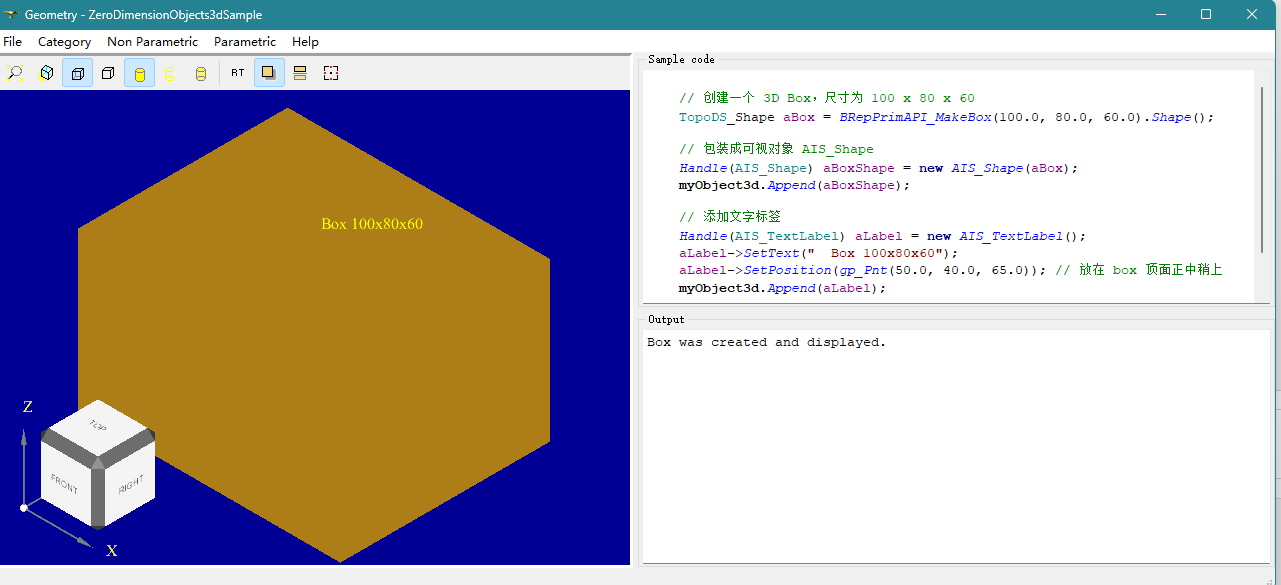 Geometry - ZeroDimensionObjects3dSample
File Category Non Parametric Parametric Help
RT
Sample code
// 创建一个 3D Box，尺寸为 100 x 80 x 60
TopoDS_Shape aBox = BRepPrimAPI_MakeBox(100.0, 80.0, 60.0).Shape();
// 包装成可视对象 AIS_Shape
Handle(AIS_Shape) aBoxShape = new AIS_Shape(aBox);
myObject3d.Append(aBoxShape);
// 添加文字标签
Handle(AIS_TextLabel) aLabel = new AIS_TextLabel();
aLabel->SetText("  Box 100x80x60");
aLabel->SetPosition(gp_Pnt(50.0, 40.0, 65.0)); // 放在 box 顶面正中稍上
myObject3d.Append(aLabel);
Output
Box was created and displayed.
Box 100x80x60
Z
TOP
FRONT
RIGHT
X